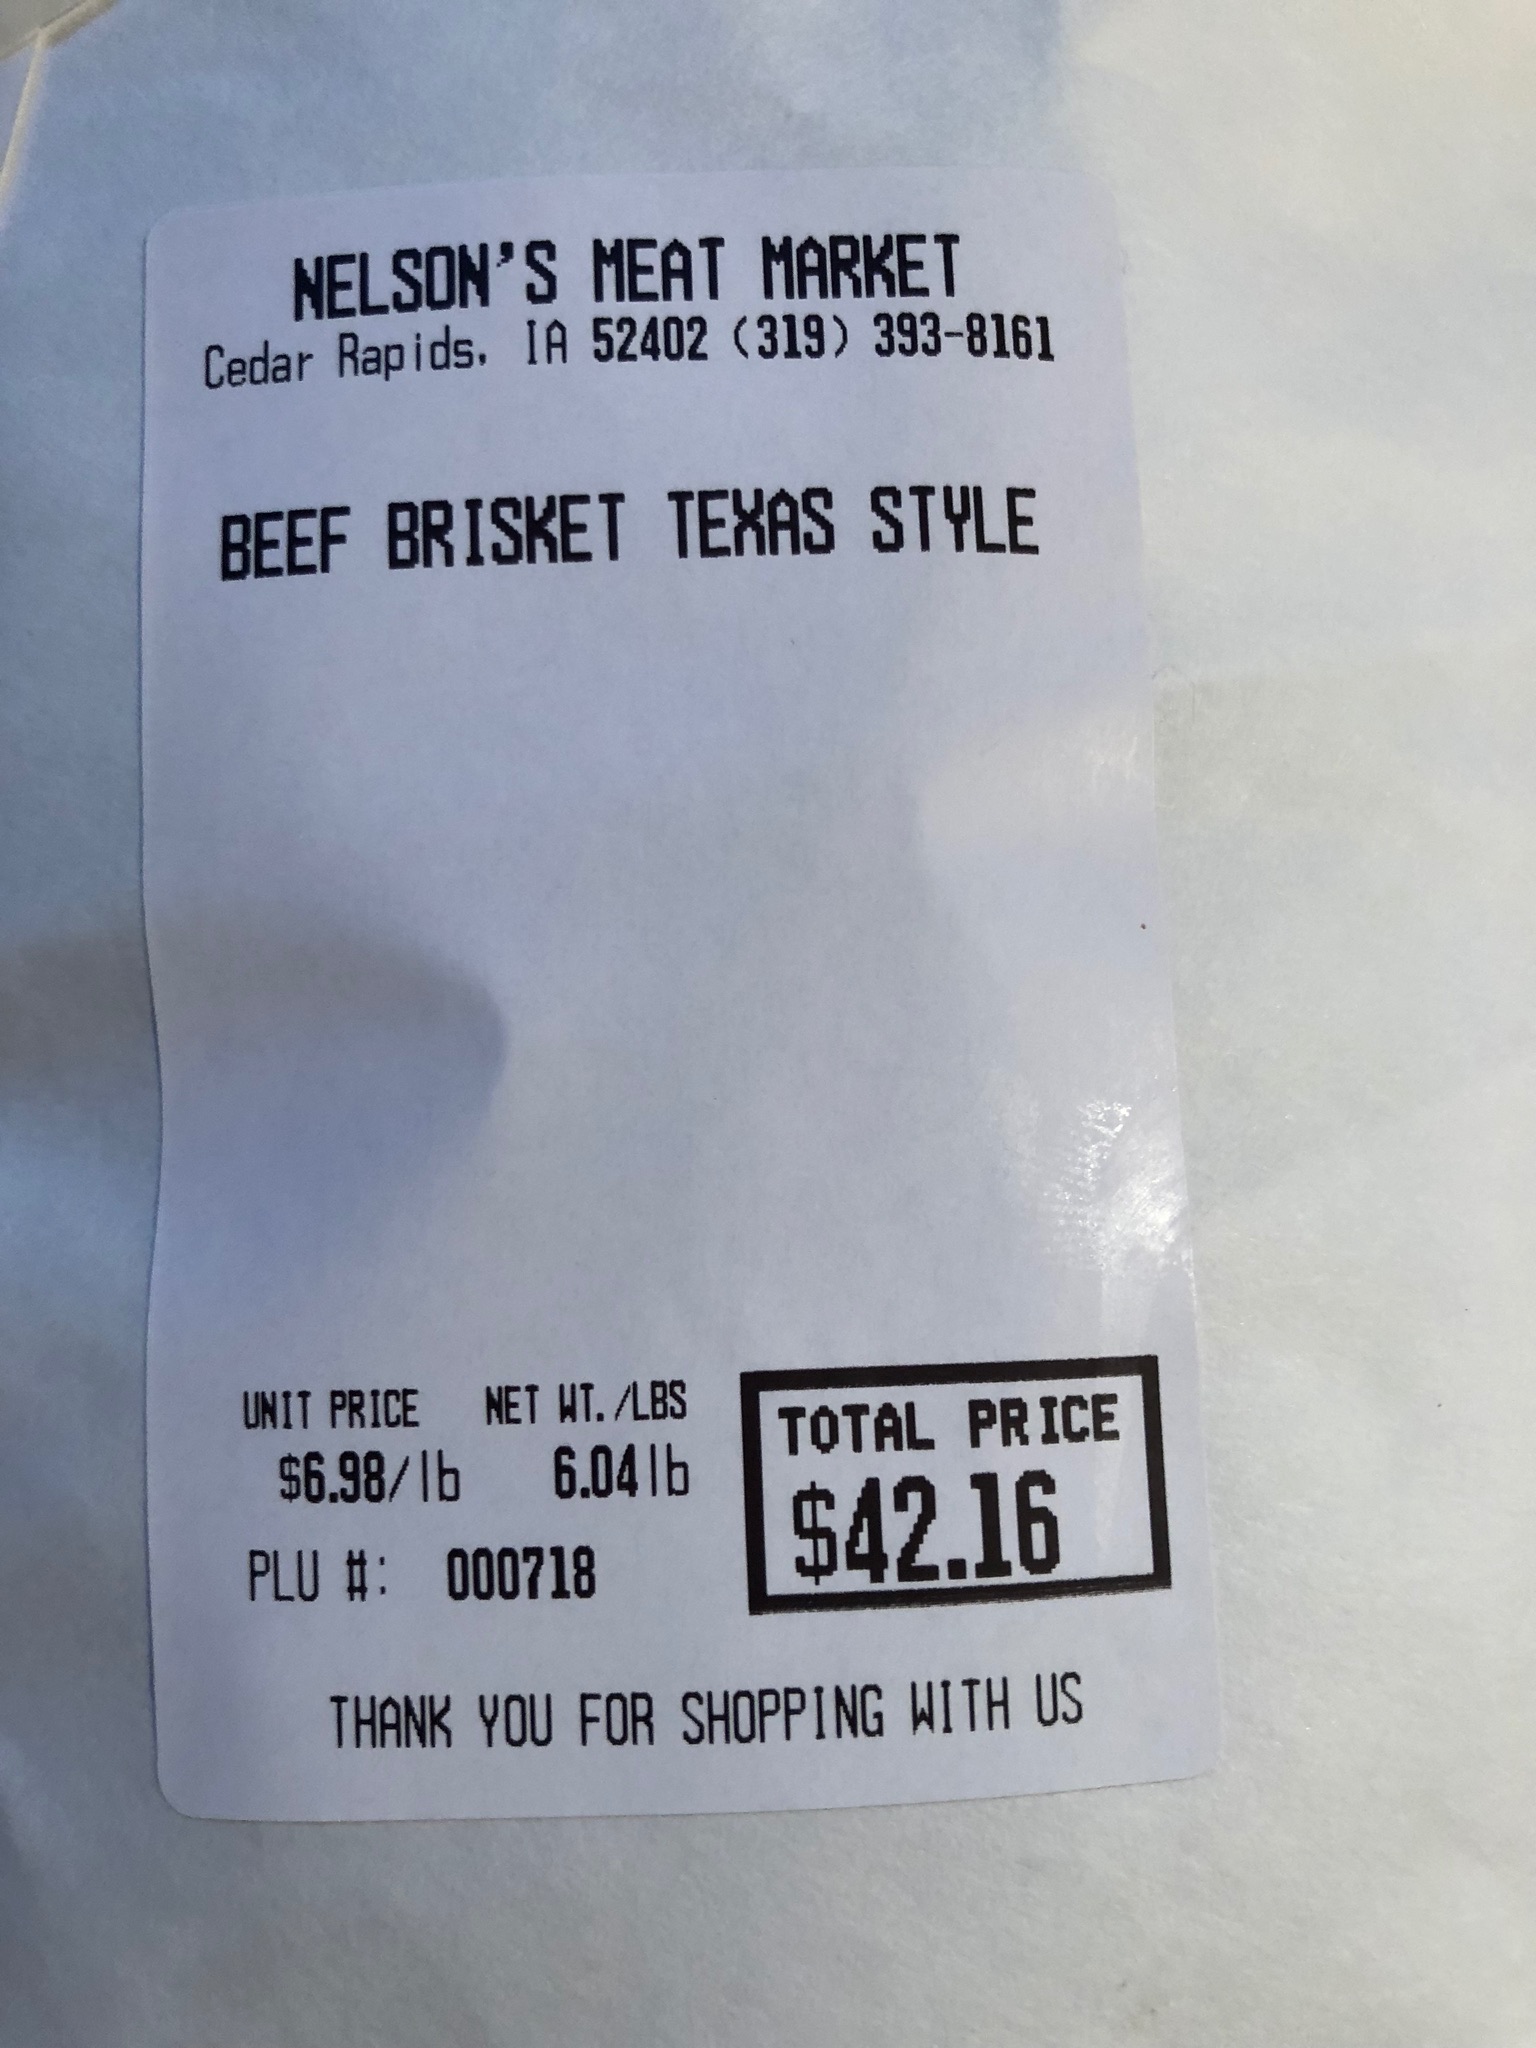 NELSON'S MEAT MARKET
Cedar Rapids, IA 52402 (319) 393-8161
BEEF BRISKET TEXAS STYLE
UNIT PRICE NET WT./LBS
$6.98/lb 6.04lb
TOTAL PRICE
$42.16
PLU #: 000718
THANK YOU FOR SHOPPING WITH US